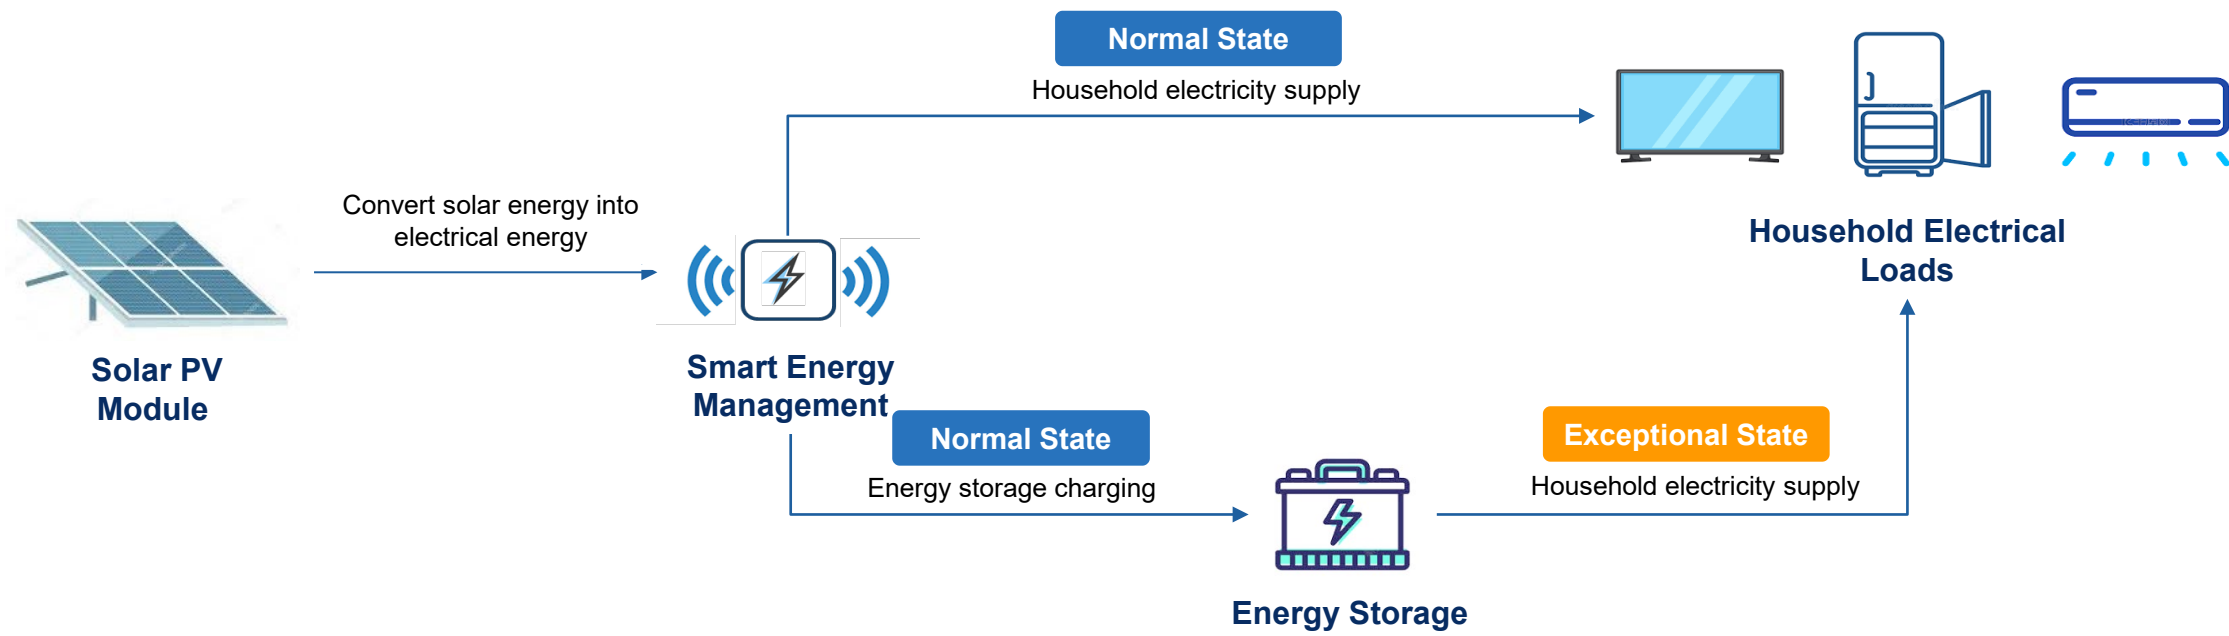 Normal State
Household electricity supply
Convert solar energy into
electrical energy
Solar PV
Module
Smart Energy
Management
Household Electrical
Loads
Normal State
Energy storage charging
Exceptional State
Household electricity supply
Energy Storage